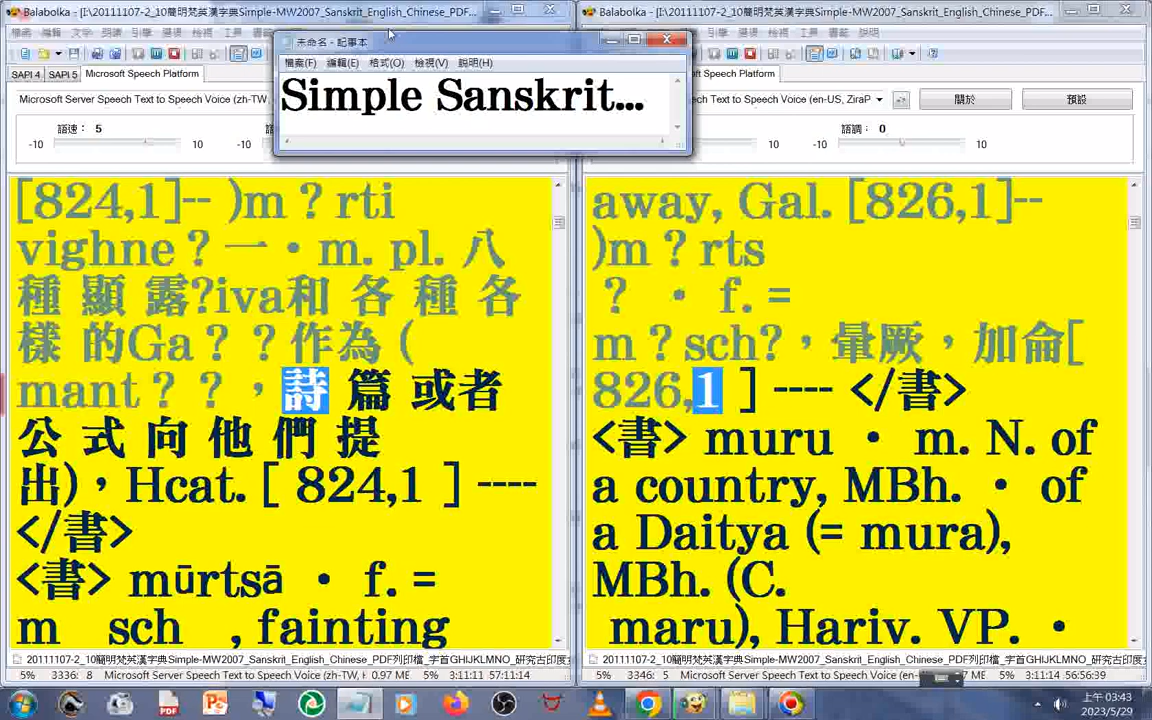 Balabolka - [I:\20111107-2_10簡明梵英漢字典Simple-MW2007_Sanskrit_English_Chinese_PDF...
Balabolka - [I:\20111107-2_10簡明梵英漢字典Simple-MW2007_Sanskrit_English_Chinese_PDF...
未命名 - 記事本
檔案(F) 編輯(E) 格式(O) 檢視(V) 說明(H)
Simple Sanskrit...
SAPI 4 SAPI 5 Microsoft Speech Platform
Speech Platform
Microsoft Server Speech Text to Speech Voice (zh-TW,
ech Text to Speech Voice (en-US, ZiraP
關於
預設
語速： 5
-10 10 -10
語調： 0
10 -10 10
[824,1]-- )m？rti
vighne？一•m. pl. 八
種 顯 露?iva和 各 種 各
樣 的Ga？？作為（
mant？？，詩 篇 或者
公 式 向 他 們 提
出)，Hcat. [ 824,1 ] ----
</書>
<書> mūrtsā • f. =
m sch , fainting
away, Gal. [826,1]--
)m？rts
？ • f. =
m？sch?，暈厥，加侖[
826,1 ] ---- </書>
<書> muru • m. N. of
a country, MBh. • of
a Daitya (= mura),
MBh. (C.
maru), Hariv. VP. •
20111107-2_10簡明梵英漢字典Simple-MW2007_Sanskrit_English_Chinese_PDF列印檔_字首GHIJKLMNO_研究古印度
20111107-2_10簡明梵英漢字典Simple-MW2007_Sanskrit_English_Chinese_PDF列印檔_字首GHIJKLMNO_研究古印度
5% 3336: 8 Microsoft Server Speech Text to Speech Voice (zh-TW, 0.97 ME 3:11:11 57:11:14
5% 3346: 5 Microsoft Server Speech Text to Speech Voice (en- 0.97 ME 3:11:14 56:56:39
上午 03:43
2023/5/29